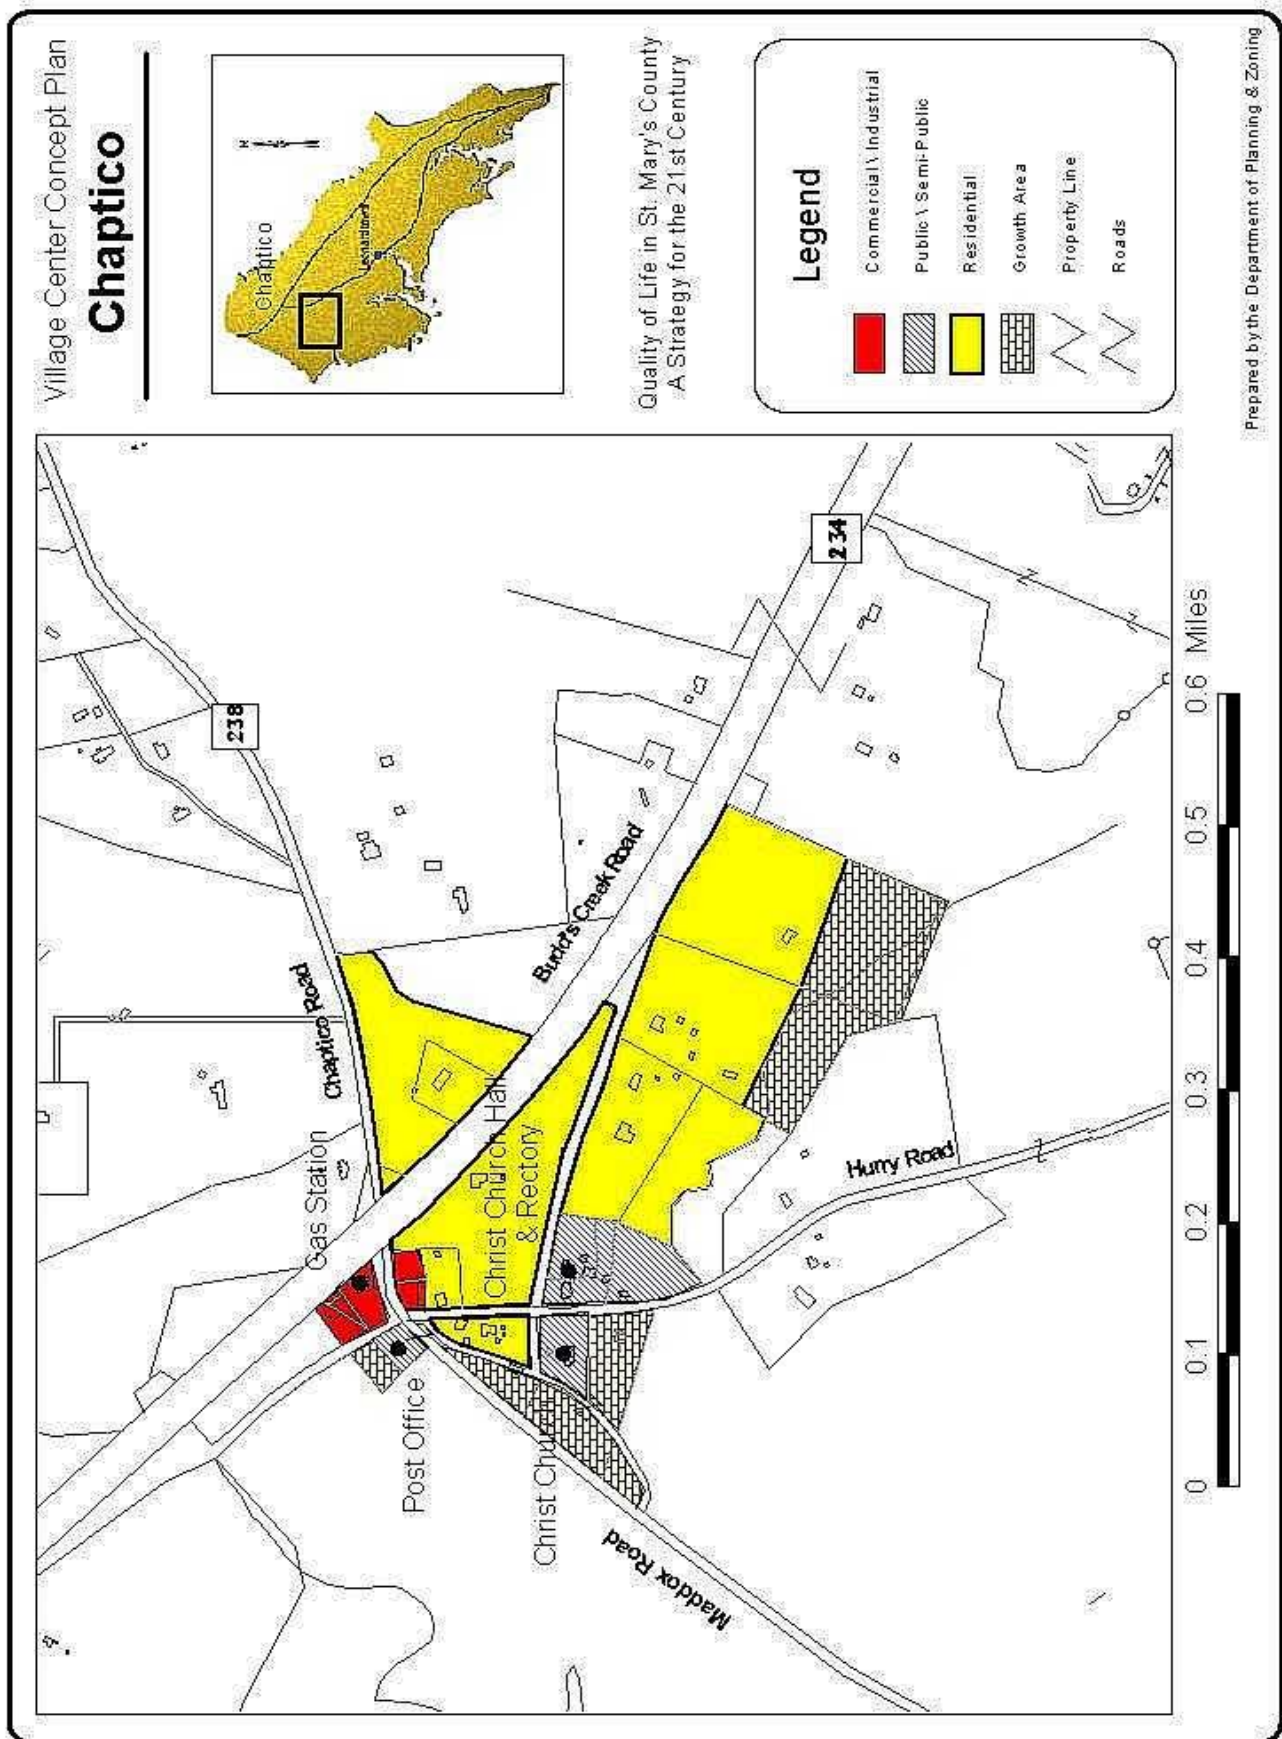 Village Center Concept Plan
Chaptico
Chaptico
Leonardtown
Quality of Life in St. Mary's County
A Strategy for the 21st Century
Legend
Commercial \ Industrial
Public \ Semi-Public
Residential
Growth Area
Property Line
Roads
238
234
Chaptico Road
Budd's Creek Road
Gas Station
Christ Church Hall
& Rectory
Hurry Road
Post Office
Christ Church
Maddox Road
0 0.1 0.2 0.3 0.4 0.5 0.6 Miles
Prepared by the Department of Planning & Zoning